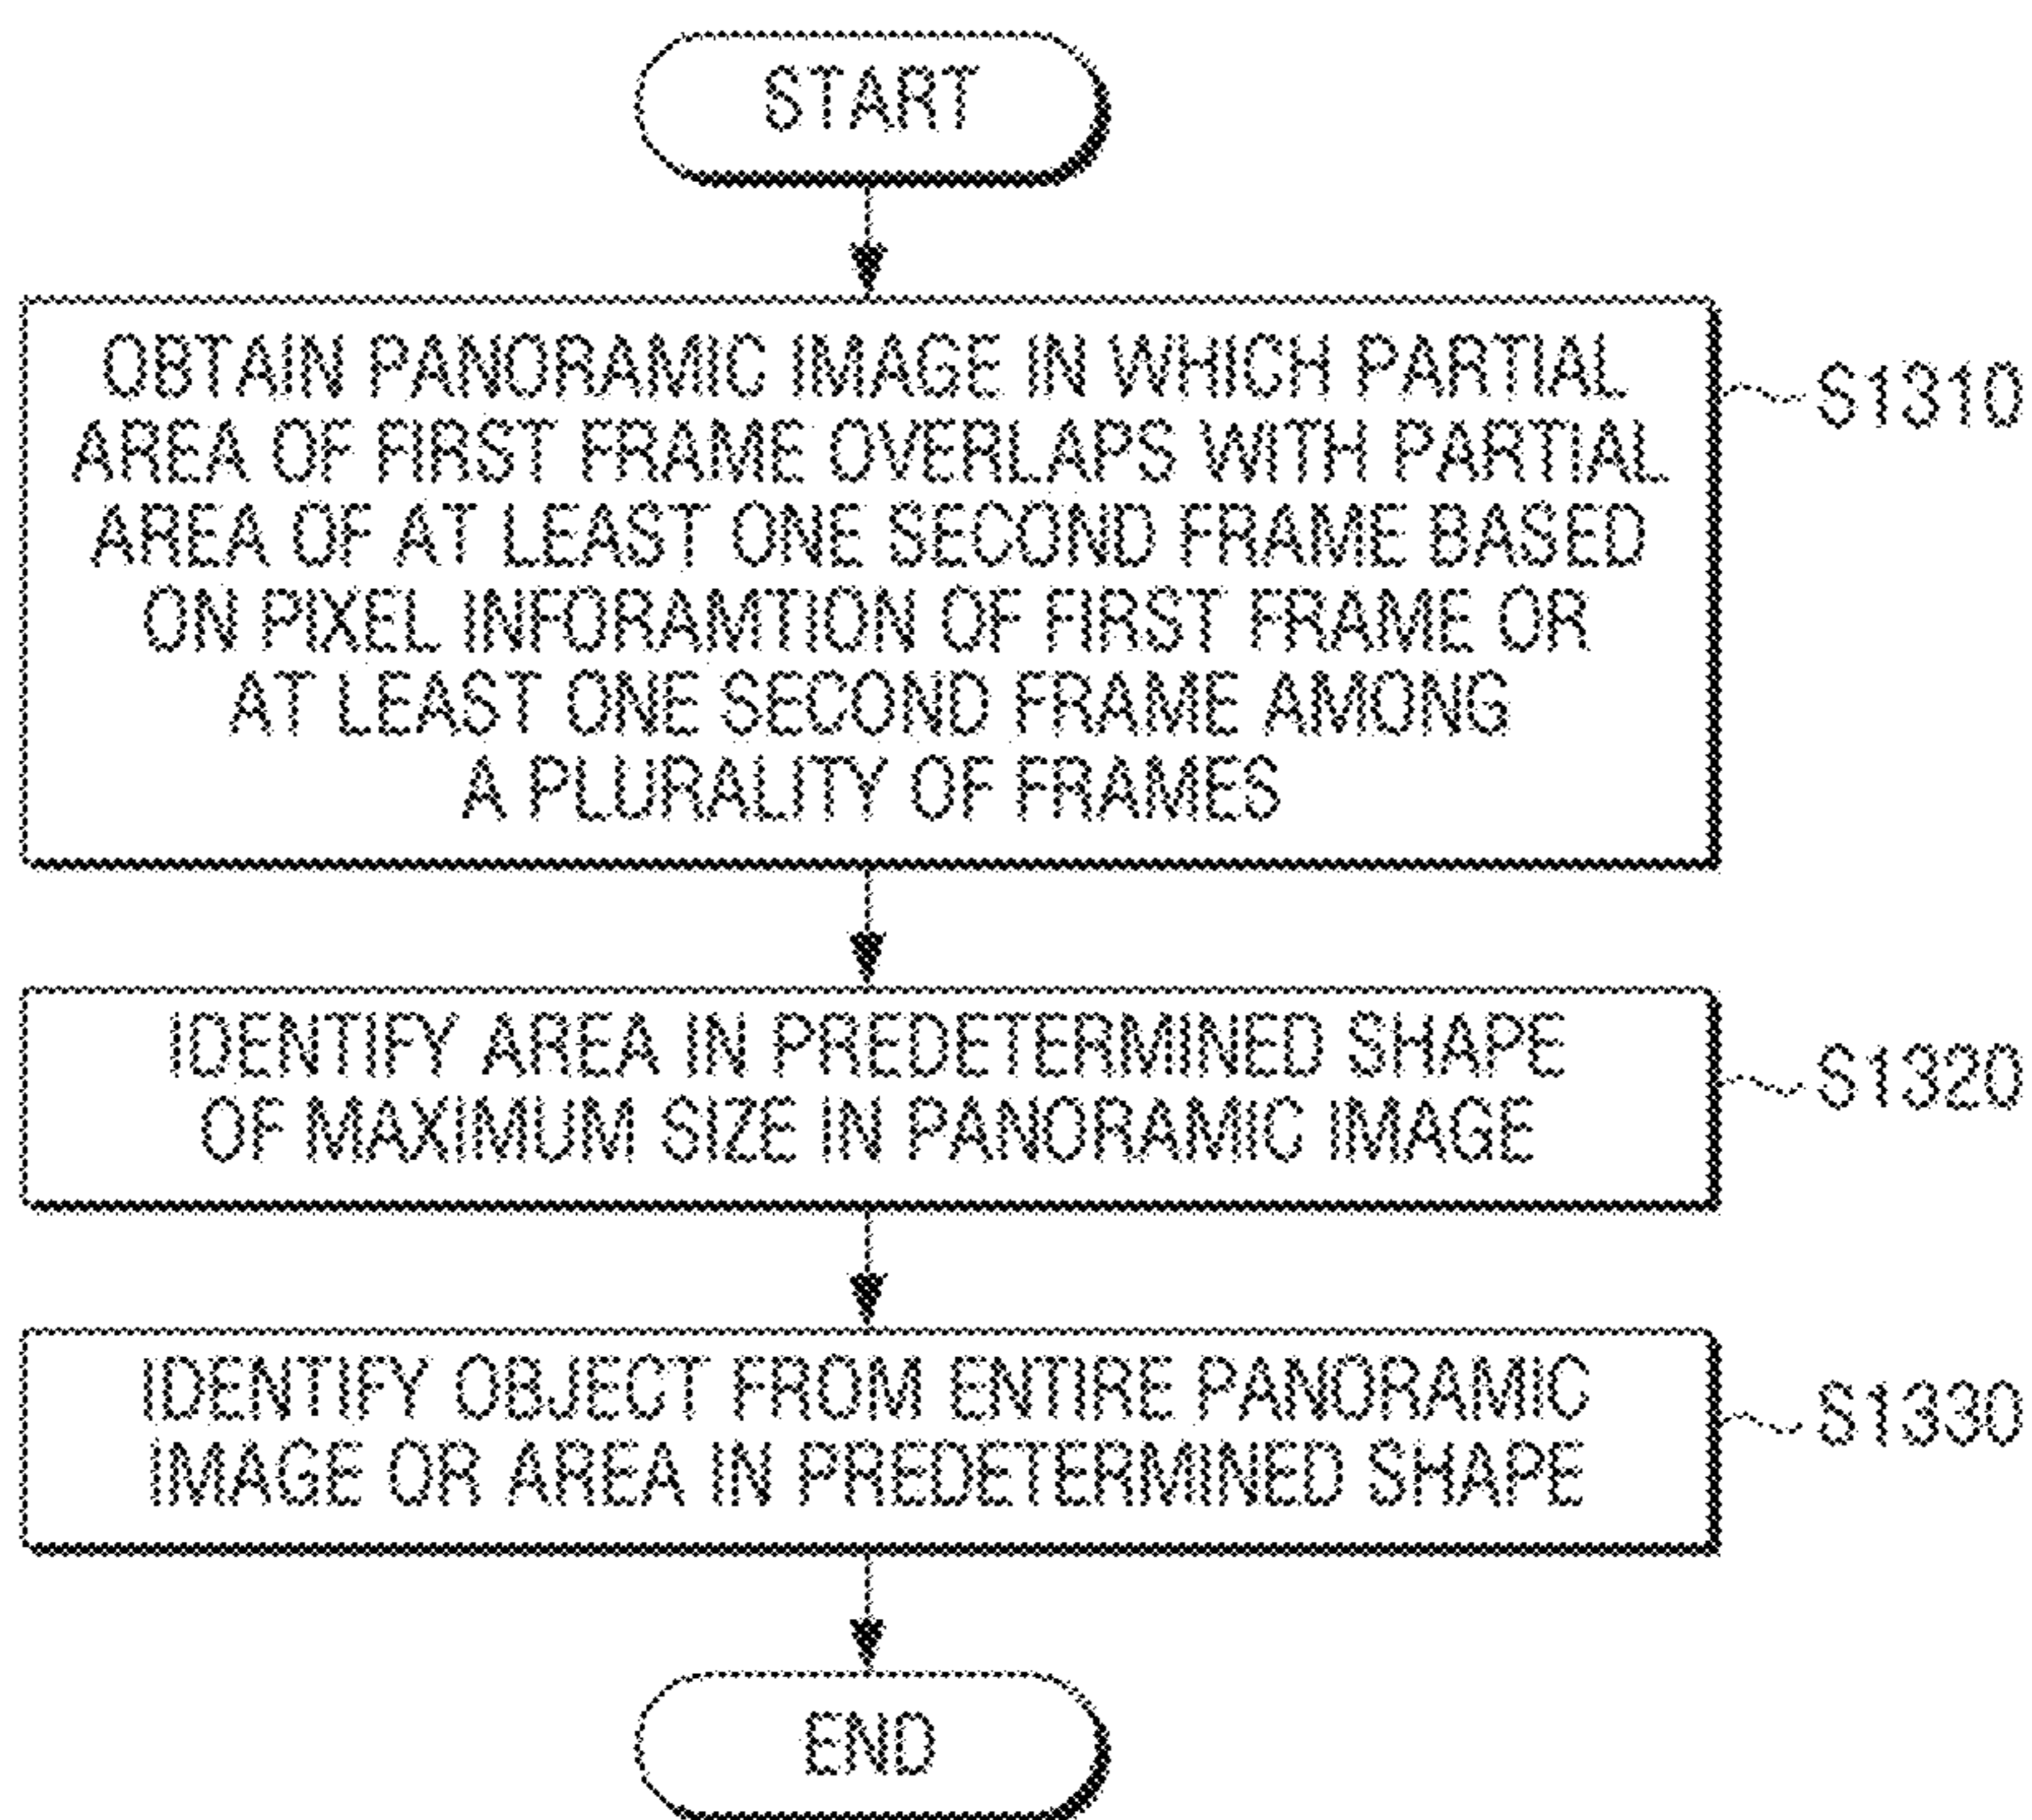 START
OBTAIN PANORAMIC IMAGE IN WHICH PARTIAL
AREA OF FIRST FRAME OVERLAPS WITH PARTIAL
AREA OF AT LEAST ONE SECOND FRAME BASED
ON PIXEL INFORAMTION OF FIRST FRAME OR
AT LEAST ONE SECOND FRAME AMONG
A PLURALITY OF FRAMES
S1310
IDENTIFY AREA IN PREDETERMINED SHAPE
OF MAXIMUM SIZE IN PANORAMIC IMAGE
S1320
IDENTIFY OBJECT FROM ENTIRE PANORAMIC
IMAGE OR AREA IN PREDETERMINED SHAPE
S1330
END